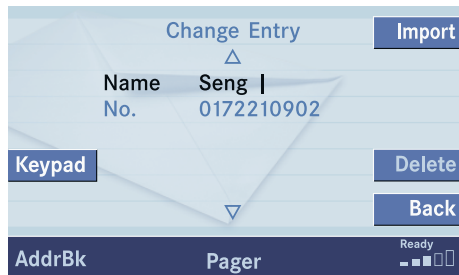 Change Entry
Import
Name Seng
No. 0172210902
Keypad
Delete
Back
AddrBk
Pager
Ready